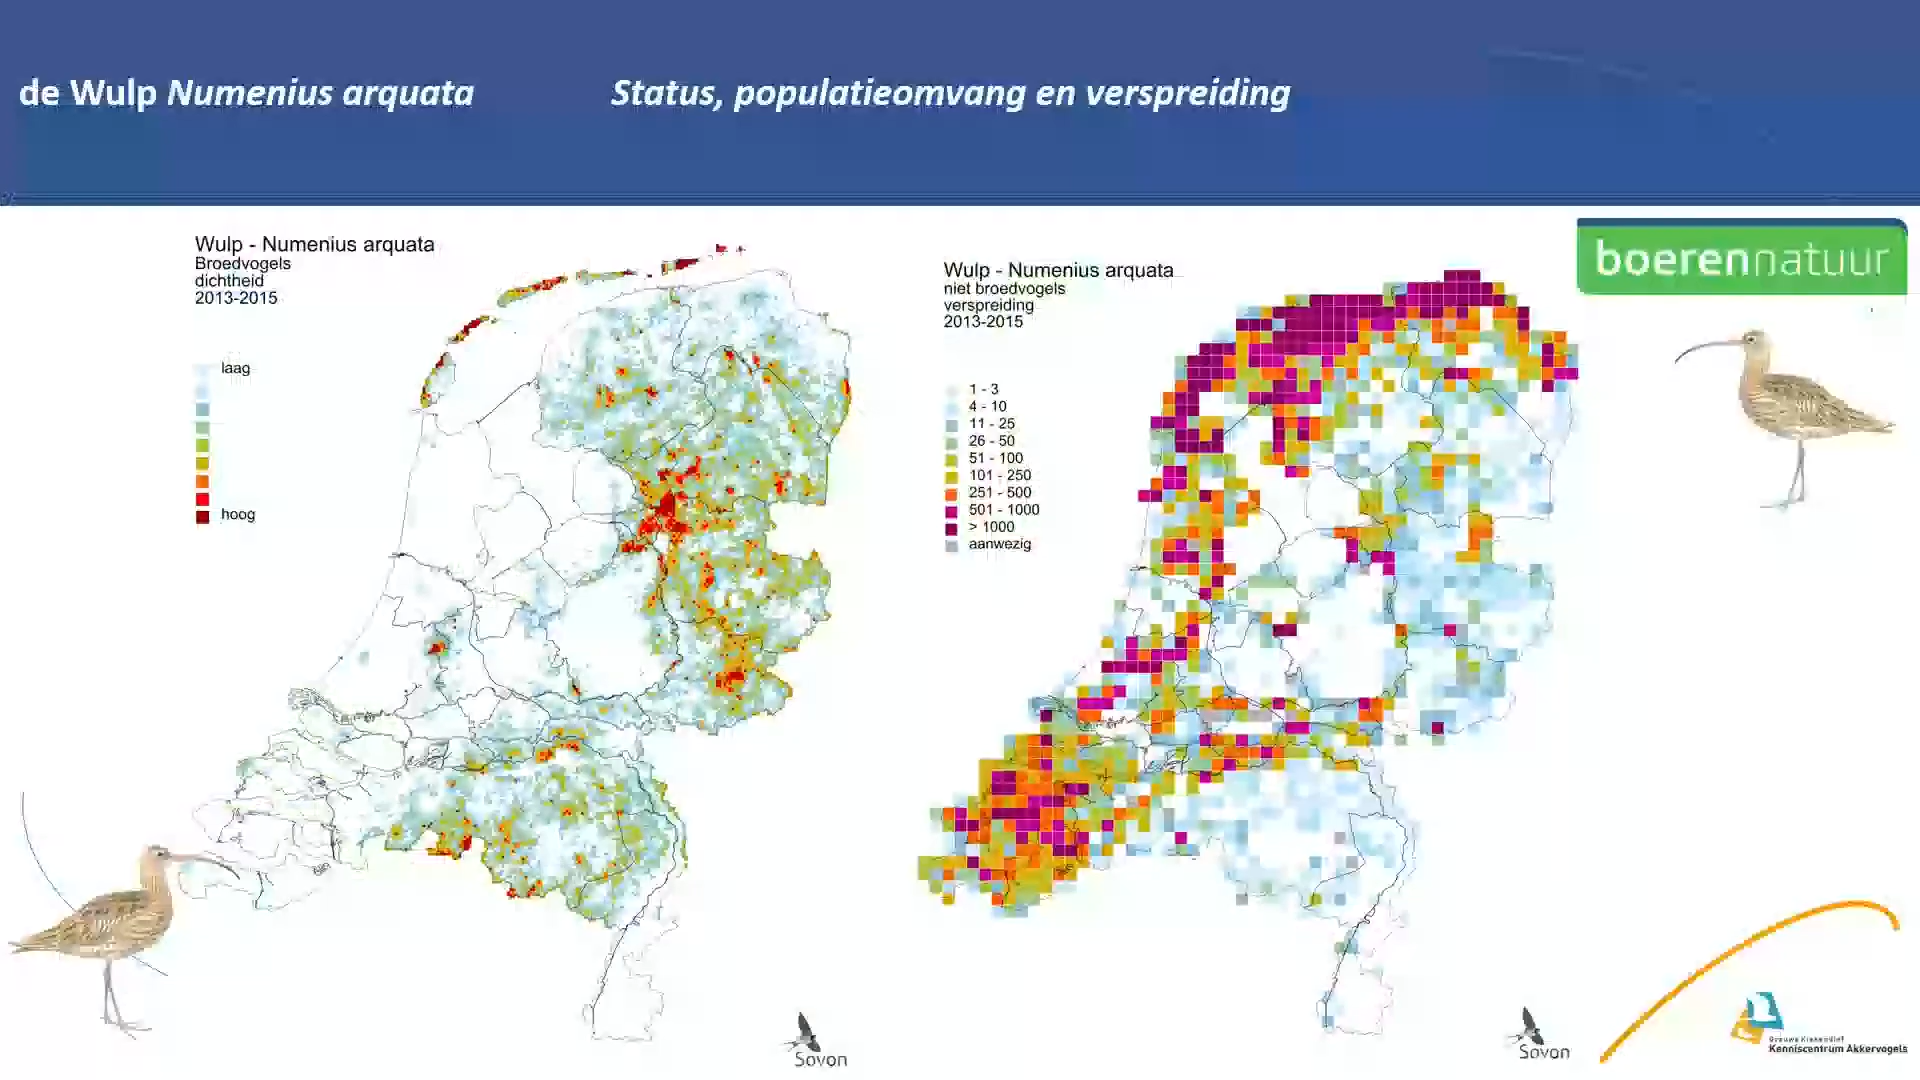 de Wulp Numenius arquata
Status, populatieomvang en verspreiding
Wulp - Numenius arquata
Broedvogels
dichtheid
2013-2015
laag
hoog
Sovon
Wulp - Numenius arquata
niet broedvogels
verspreiding
2013-2015
1 - 3
4 - 10
11 - 25
26 - 50
51 - 100
101 - 250
251 - 500
501 - 1000
> 1000
aanwezig
Sovon
boerennatuur
Grauwe Kiekendief
Kenniscentrum Akkervogels